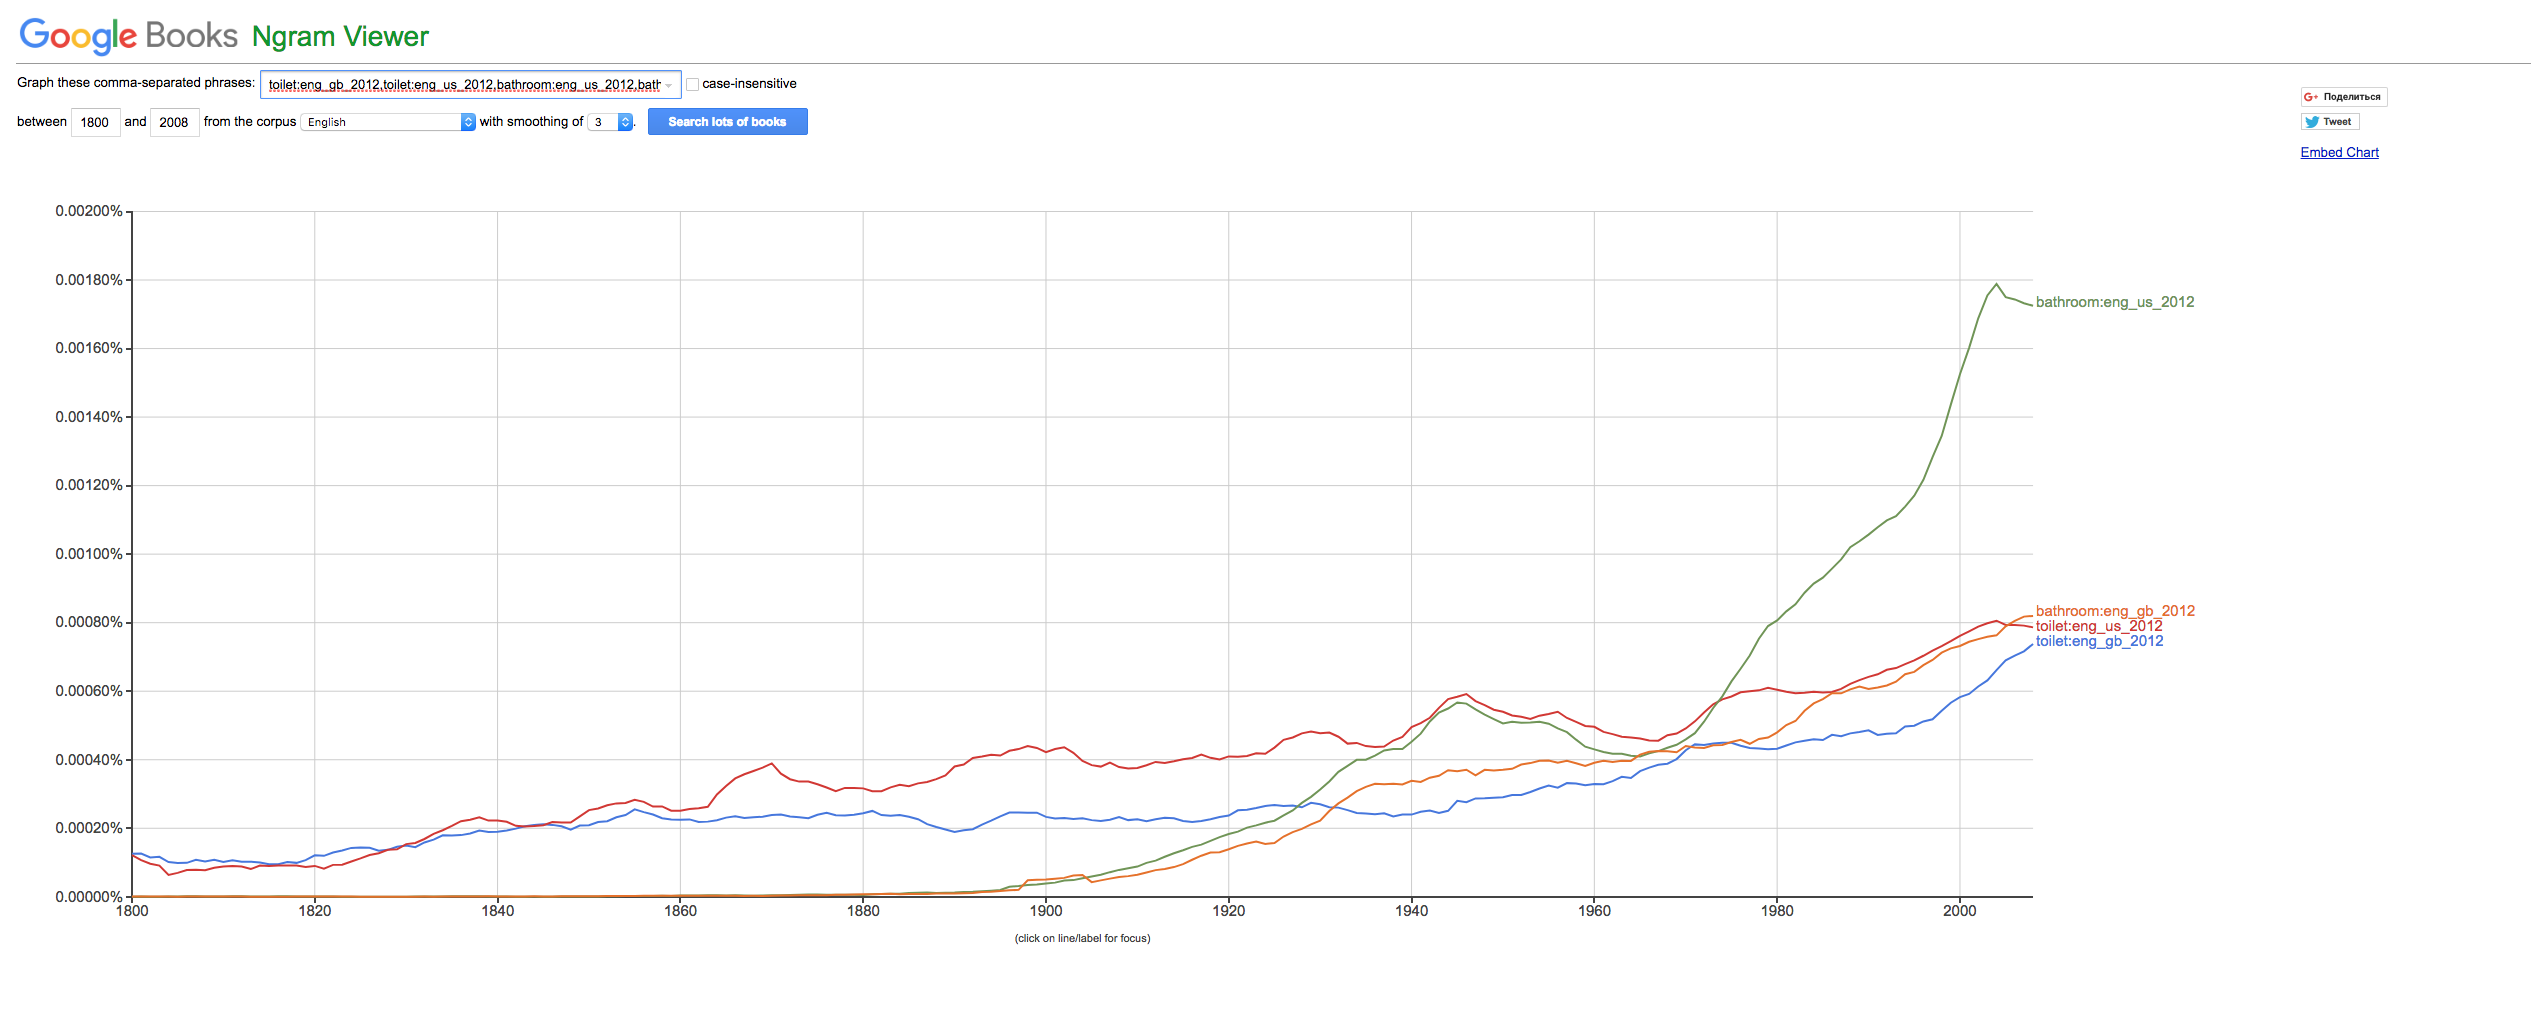 Google Books Ngram Viewer
Graph these comma-separated phrases: toilet:eng_gb_2012,toilet:eng_us_2012,bathroom:eng_us_2012,bath case-insensitive
between 1800 and 2008 from the corpus English with smoothing of 3 . Search lots of books
G+ Поделиться
Tweet
Embed Chart
0.00200%
0.00180%
0.00160%
0.00140%
0.00120%
0.00100%
0.00080%
0.00060%
0.00040%
0.00020%
0.00000%
bathroom:eng_us_2012
bathroom:eng_gb_2012
toilet:eng_us_2012
toilet:eng_gb_2012
1800 1820 1840 1860 1880 1900 1920 1940 1960 1980 2000
(click on line/label for focus)